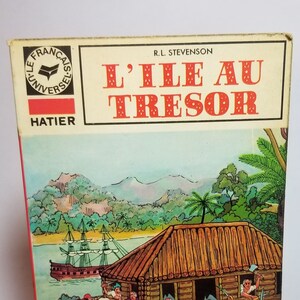 LE FRANÇAIS
UNIVERSEL
HATIER
R.L. STEVENSON
L'ILE AU
TRESOR